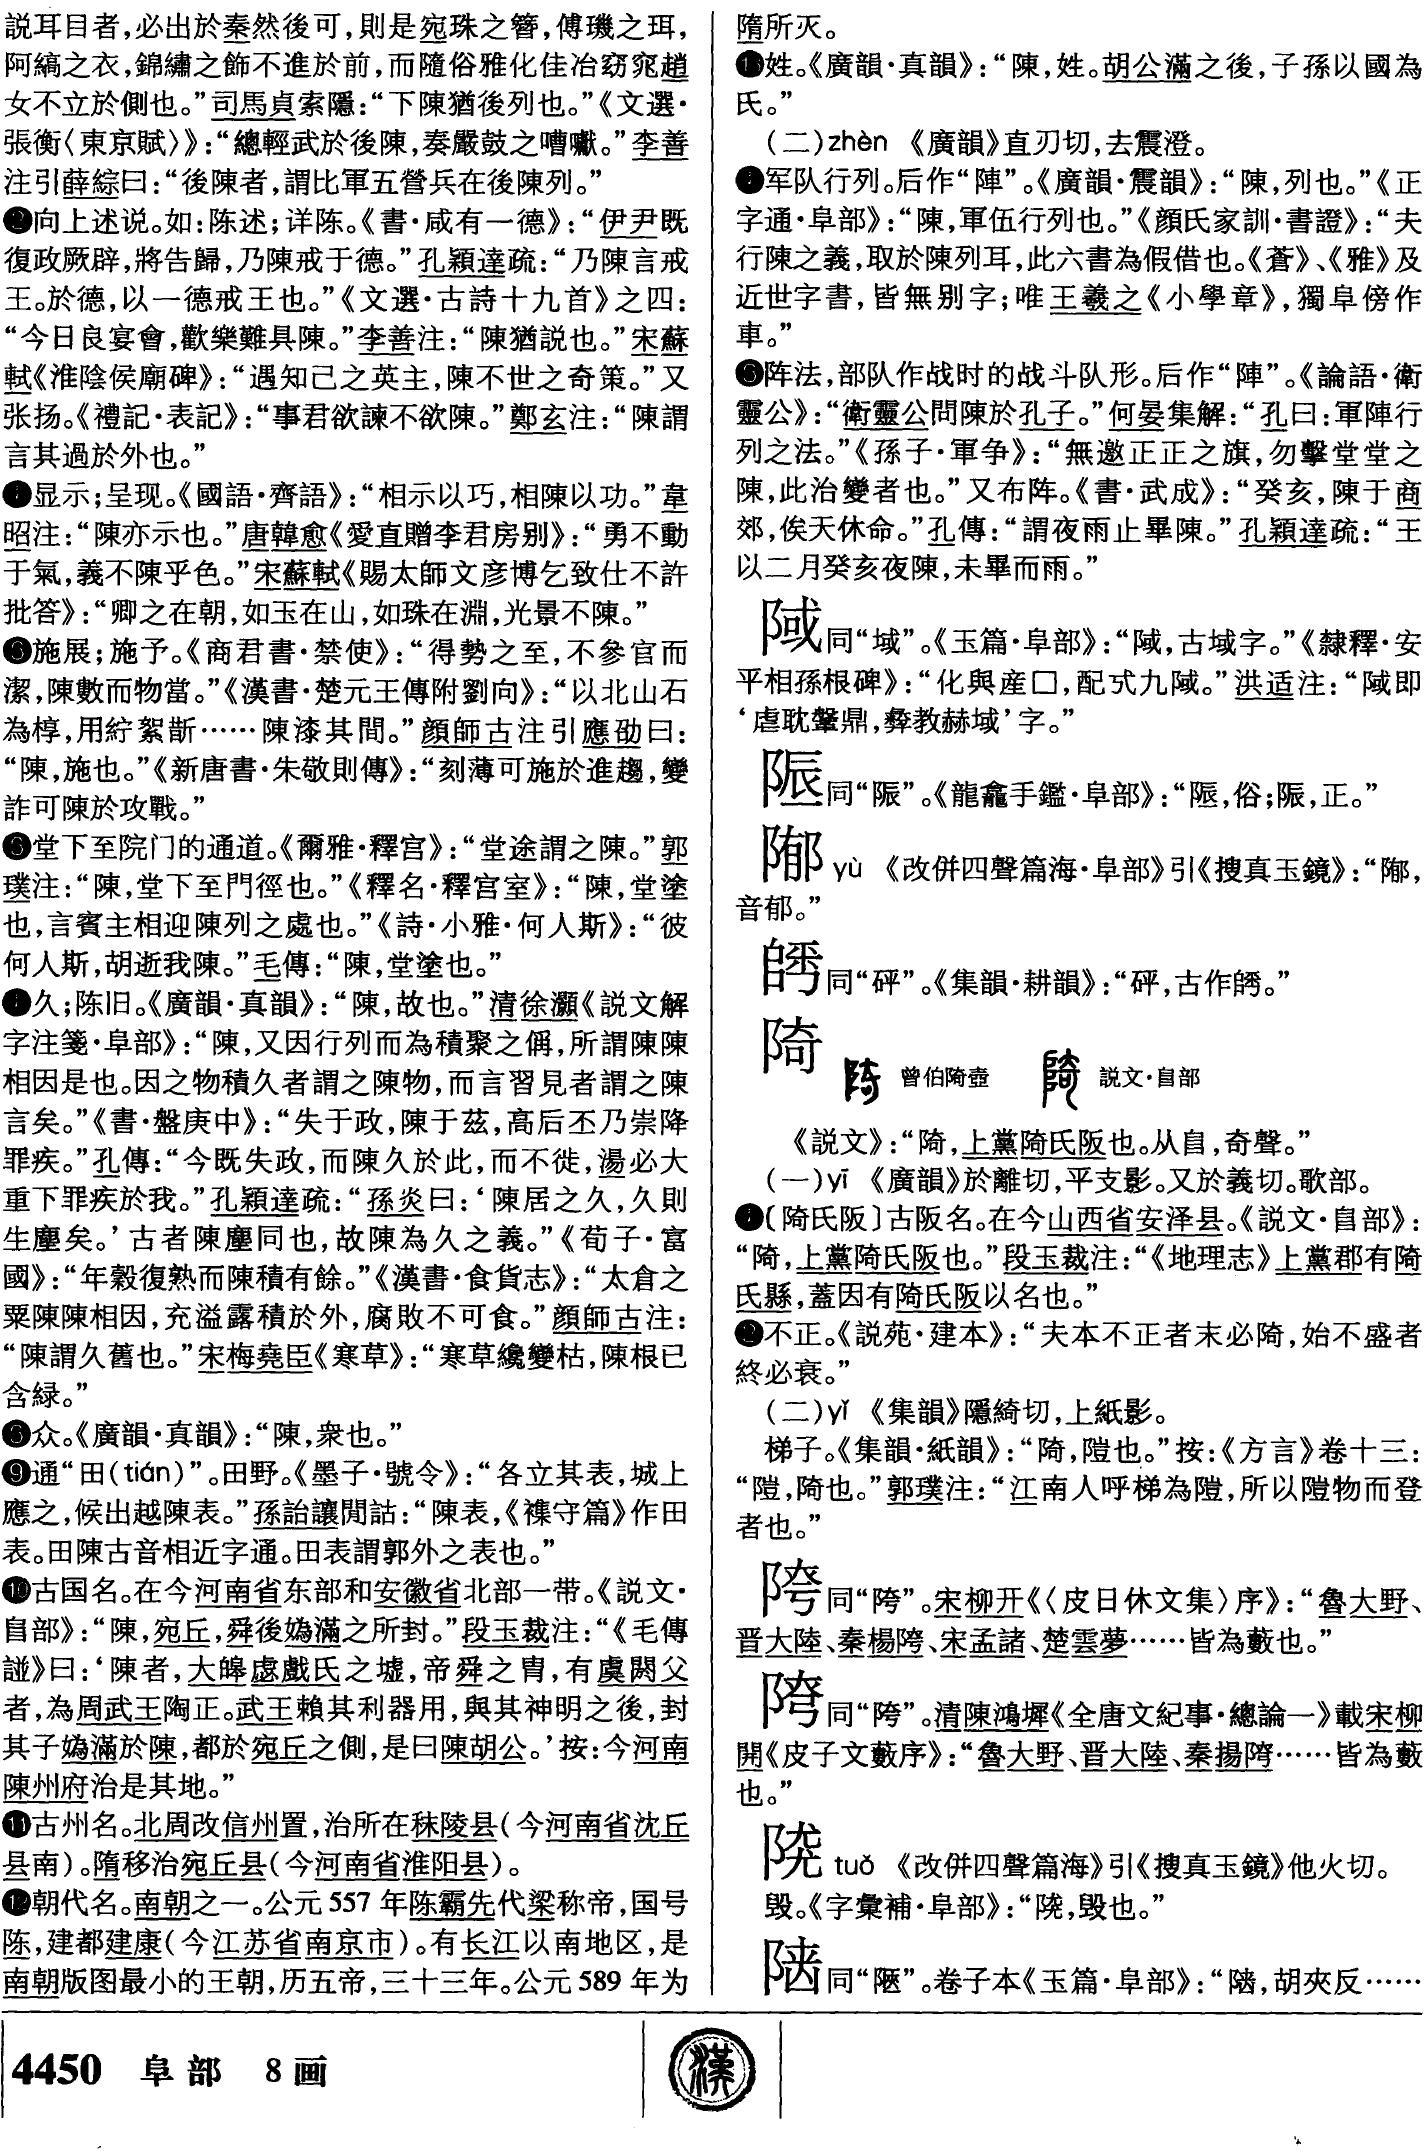 説耳目者，必出於秦然後可，則是宛珠之簪，傅璣之珥，
阿縞之衣，錦繡之飾不進於前，而隨俗雅化佳冶窈窕趙
女不立於側也。”司馬貞索隱：“下陳猶後列也。”《文選·
張衡〈東京賦〉》：“總輕武於後陳，奏嚴鼓之嘈囐。”李善
注引薛綜曰：“後陳者，謂比軍五營兵在後陳列。”
❷向上述说。如：陈述；详陈。《書·咸有一德》：“伊尹既
復政厥辟，將告歸，乃陳戒于德。”孔穎達疏：“乃陳言戒
王。於德，以一德戒王也。”《文選·古詩十九首》之四：
“今日良宴會，歡樂難具陳。”李善注：“陳猶説也。”宋蘇
軾《淮陰侯廟碑》：“遇知己之英主，陳不世之奇策。”又
张扬。《禮記·表記》：“事君欲諫不欲陳。”鄭玄注：“陳謂
言其過於外也。”
❹显示；呈现。《國語·齊語》：“相示以巧，相陳以功。”韋
昭注：“陳亦示也。”唐韓愈《愛直贈李君房别》：“勇不動
于氣，義不陳乎色。”宋蘇軾《賜太師文彦博乞致仕不許
批答》：“卿之在朝，如玉在山，如珠在淵，光景不陳。”
❺施展；施予。《商君書·禁使》：“得勢之至，不參官而
潔，陳數而物當。”《漢書·楚元王傳附劉向》：“以北山石
為椁，用紵絮斮……陳漆其間。”顔師古注引應劭曰：
“陳，施也。”《新唐書·朱敬則傳》：“刻薄可施於進趨，變
詐可陳於攻戰。”
❻堂下至院门的通道。《爾雅·釋宫》：“堂途謂之陳。”郭
璞注：“陳，堂下至門徑也。”《釋名·釋宫室》：“陳，堂塗
也，言賓主相迎陳列之處也。”《詩·小雅·何人斯》：“彼
何人斯，胡逝我陳。”毛傳：“陳，堂塗也。”
❼久；陈旧。《廣韻·真韻》：“陳，故也。”清徐灝《説文解
字注箋·阜部》：“陳，又因行列而為積聚之偁，所謂陳陳
相因是也。因之物積久者謂之陳物，而言習見者謂之陳
言矣。”《書·盤庚中》：“失于政，陳于茲，高后丕乃崇降
罪疾。”孔傳：“今既失政，而陳久於此，而不徙，湯必大
重下罪疾於我。”孔穎達疏：“孫炎曰：‘陳居之久，久則
生塵矣。’古者陳塵同也，故陳為久之義。”《荀子·富
國》：“年穀復熟而陳積有餘。”《漢書·食貨志》：“太倉之
粟陳陳相因，充溢露積於外，腐敗不可食。”顔師古注：
“陳謂久舊也。”宋梅堯臣《寒草》：“寒草纔變枯，陳根已
含緑。”
❽众。《廣韻·真韻》：“陳，衆也。”
❾通“田(tián)”。田野。《墨子·號令》：“各立其表，城上
應之，候出越陳表。”孫詒讓閒詁：“陳表，《襍守篇》作田
表。田陳古音相近字通。田表謂郭外之表也。”
❿古国名。在今河南省东部和安徽省北部一带。《説文·
𨸏部》：“陳，宛丘，舜後嬀滿之所封。”段玉裁注：“《毛傳
譜》曰：‘陳者，大皞虙戲氏之墟，帝舜之胄，有虞閼父
者，為周武王陶正。武王賴其利器用，與其神明之後，封
其子嬀滿於陳，都於宛丘之側，是曰陳胡公。’按：今河南
陳州府治是其地。”
⓫古州名。北周改信州置，治所在秣陵县(今河南省沈丘
县南)。隋移治宛丘县(今河南省淮阳县)。
⓬朝代名。南朝之一。公元 557 年陈霸先代梁称帝，国号
陈，建都建康(今江苏省南京市)。有长江以南地区，是
南朝版图最小的王朝，历五帝，三十三年。公元 589 年为
隋所灭。
⓭姓。《廣韻·真韻》：“陳，姓。胡公滿之後，子孫以國為
氏。”
(二)zhèn 《廣韻》直刃切，去震澄。
❶军队行列。后作“陣”。《廣韻·震韻》：“陳，列也。”《正
字通·阜部》：“陳，軍伍行列也。”《顔氏家訓·書證》：“夫
行陳之義，取於陳列耳，此六書為假借也。《蒼》、《雅》及
近世字書，皆無别字；唯王羲之《小學章》，獨阜傍作
車。”
❷阵法，部队作战时的战斗队形。后作“陣”。《論語·衛
靈公》：“衛靈公問陳於孔子。”何晏集解：“孔曰：軍陣行
列之法。”《孫子·軍争》：“無邀正正之旗，勿擊堂堂之
陳，此治變者也。”又布阵。《書·武成》：“癸亥，陳于商
郊，俟天休命。”孔傳：“謂夜雨止畢陳。”孔穎達疏：“王
以二月癸亥夜陳，未畢而雨。”
𨺗同“域”。《玉篇·阜部》：“𨺗，古域字。”《隸釋·安
平相孫根碑》：“化與産囗，配式九𨺗。”洪适注：“𨺗即
‘虐耽鞶鼎，彝教赫域’字。”
同“陙”。《龍龕手鑑·阜部》：“，俗；陙，正。”
yù 《改併四聲篇海·阜部》引《搜真玉鏡》：“，
音郁。”
同“砰”。《集韻·耕韻》：“砰，古作。”
陭 曾伯陭壺 説文·𨸏部
《説文》：“陭，上黨陭氏阪也。从𨸏，奇聲。”
(一)yī 《廣韻》於離切，平支影。又於義切。歌部。
❶〔陭氏阪〕古阪名。在今山西省安泽县。《説文·𨸏部》：
“陭，上黨陭氏阪也。”段玉裁注：“《地理志》上黨郡有陭
氏縣，蓋因有陭氏阪以名也。”
❷不正。《説苑·建本》：“夫本不正者末必陭，始不盛者
終必衰。”
(二)yǐ 《集韻》隱綺切，上紙影。
梯子。《集韻·紙韻》：“陭，隑也。”按：《方言》卷十三：
“隑，陭也。”郭璞注：“江南人呼梯為隑，所以隑物而登
者也。”
同“陓”。宋柳开《〈皮日休文集〉序》：“魯大野、
晋大陸、秦楊陓、宋孟諸、楚雲夢……皆為藪也。”
同“陓”。清陳鴻墀《全唐文紀事·總論一》載宋柳
開《皮子文藪序》：“魯大野、晋大陸、秦揚……皆為藪
也。”
tuǒ 《改併四聲篇海》引《搜真玉鏡》他火切。
毁。《字彙補·阜部》：“，毁也。”
同“陿”。卷子本《玉篇·阜部》：“，胡夾反……
4450 阜部 8画
漢